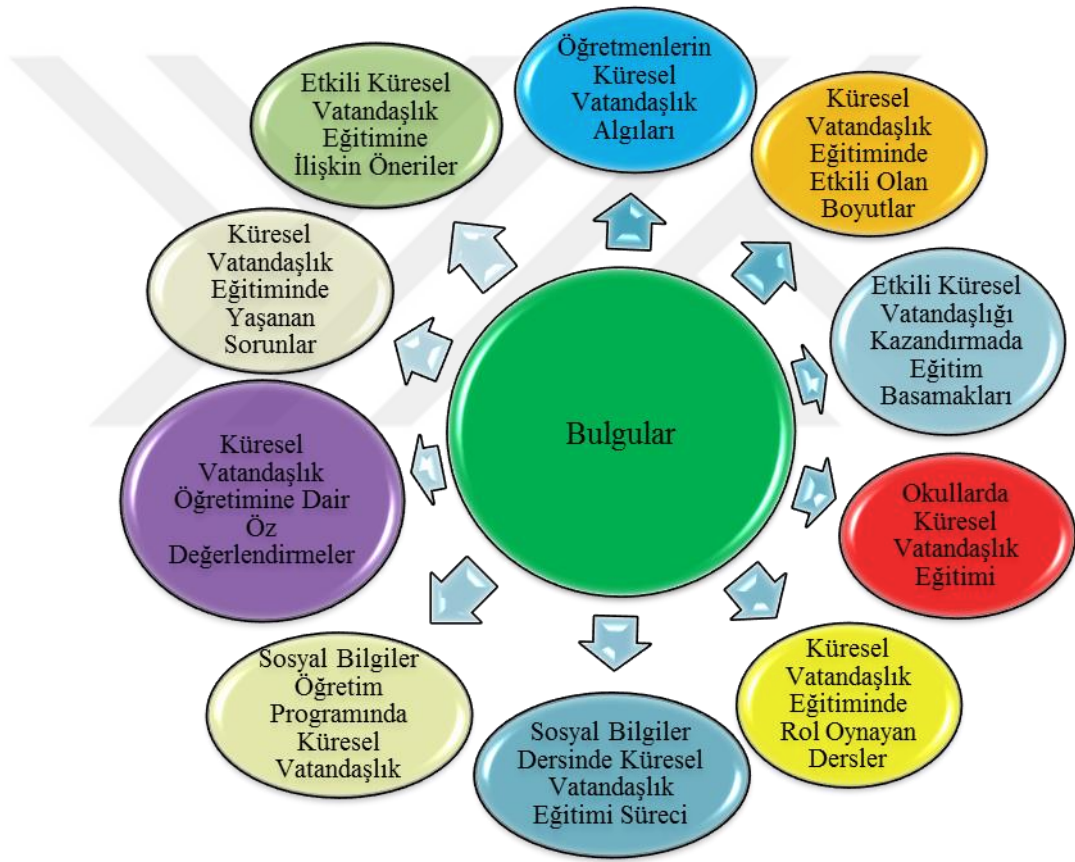 Öğretmenlerin
Küresel
Vatandaşlık
Algıları
Küresel
Vatandaşlık
Eğitiminde
Etkili Olan
Boyutlar
Etkili Küresel
Vatandaşlığı
Kazandırmada
Eğitim
Basamakları
Okullarda
Küresel
Vatandaşlık
Eğitimi
Küresel
Vatandaşlık
Eğitiminde
Rol Oynayan
Dersler
Sosyal Bilgiler
Dersinde Küresel
Vatandaşlık
Eğitimi Süreci
Sosyal Bilgiler
Öğretim
Programında
Küresel
Vatandaşlık
Küresel
Vatandaşlık
Öğretimine Dair
Öz
Değerlendirmeler
Küresel
Vatandaşlık
Eğitiminde
Yaşanan
Sorunlar
Etkili Küresel
Vatandaşlık
Eğitimine
İlişkin Öneriler
Bulgular